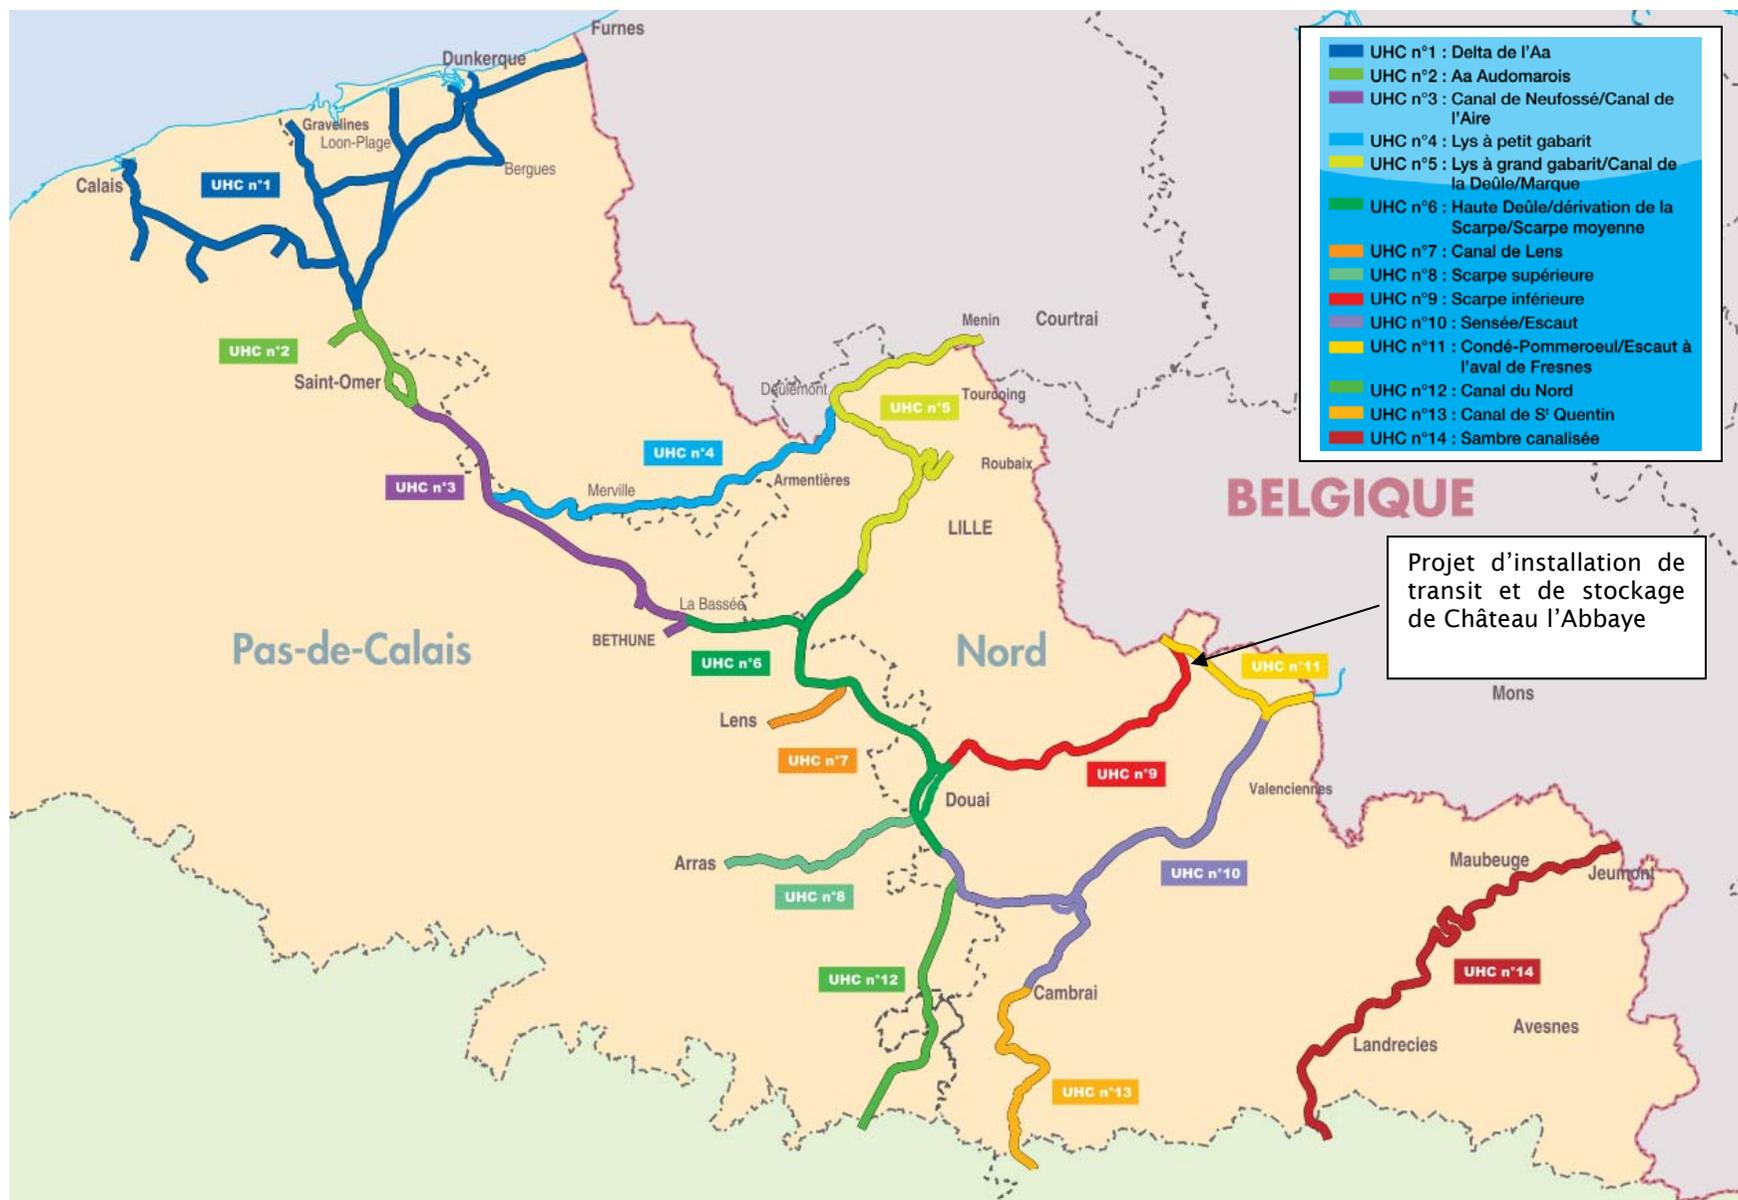 Furnes
Dunkerque
Gravelines
Loon-Plage
Calais
UHC n°1
Bergues
UHC n°1 : Delta de l'Aa
UHC n°2 : Aa Audomarois
UHC n°3 : Canal de Neufossé/Canal de
l'Aire
UHC n°4 : Lys à petit gabarit
UHC n°5 : Lys à grand gabarit/Canal de
la Deûle/Marque
UHC n°6 : Haute Deûle/dérivation de la
Scarpe/Scarpe moyenne
UHC n°7 : Canal de Lens
UHC n°8 : Scarpe supérieure
UHC n°9 : Scarpe inférieure
UHC n°10 : Sensée/Escaut
UHC n°11 : Condé-Pommeroeul/Escaut à
l'aval de Fresnes
UHC n°12 : Canal du Nord
UHC n°13 : Canal de St Quentin
UHC n°14 : Sambre canalisée
Menin
Courtrai
UHC n°2
Saint-Omer
Deûlemont
Tourcoing
UHC n°5
UHC n°4
Roubaix
Armentières
UHC n°3
Merville
BELGIQUE
LILLE
Projet d'installation de
transit et de stockage
de Château l'Abbaye
La Bassée
BETHUNE
Pas-de-Calais
Nord
UHC n°6
UHC n°11
Mons
Lens
UHC n°7
UHC n°9
Douai
Valenciennes
Arras
UHC n°8
UHC n°10
Maubeuge
Jeumont
UHC n°12
UHC n°14
Cambrai
Avesnes
Landrecies
UHC n°13